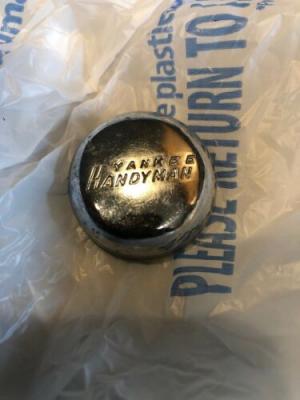 YANKEE
HANDYMAN
plastic
PLEASE RETURN TO